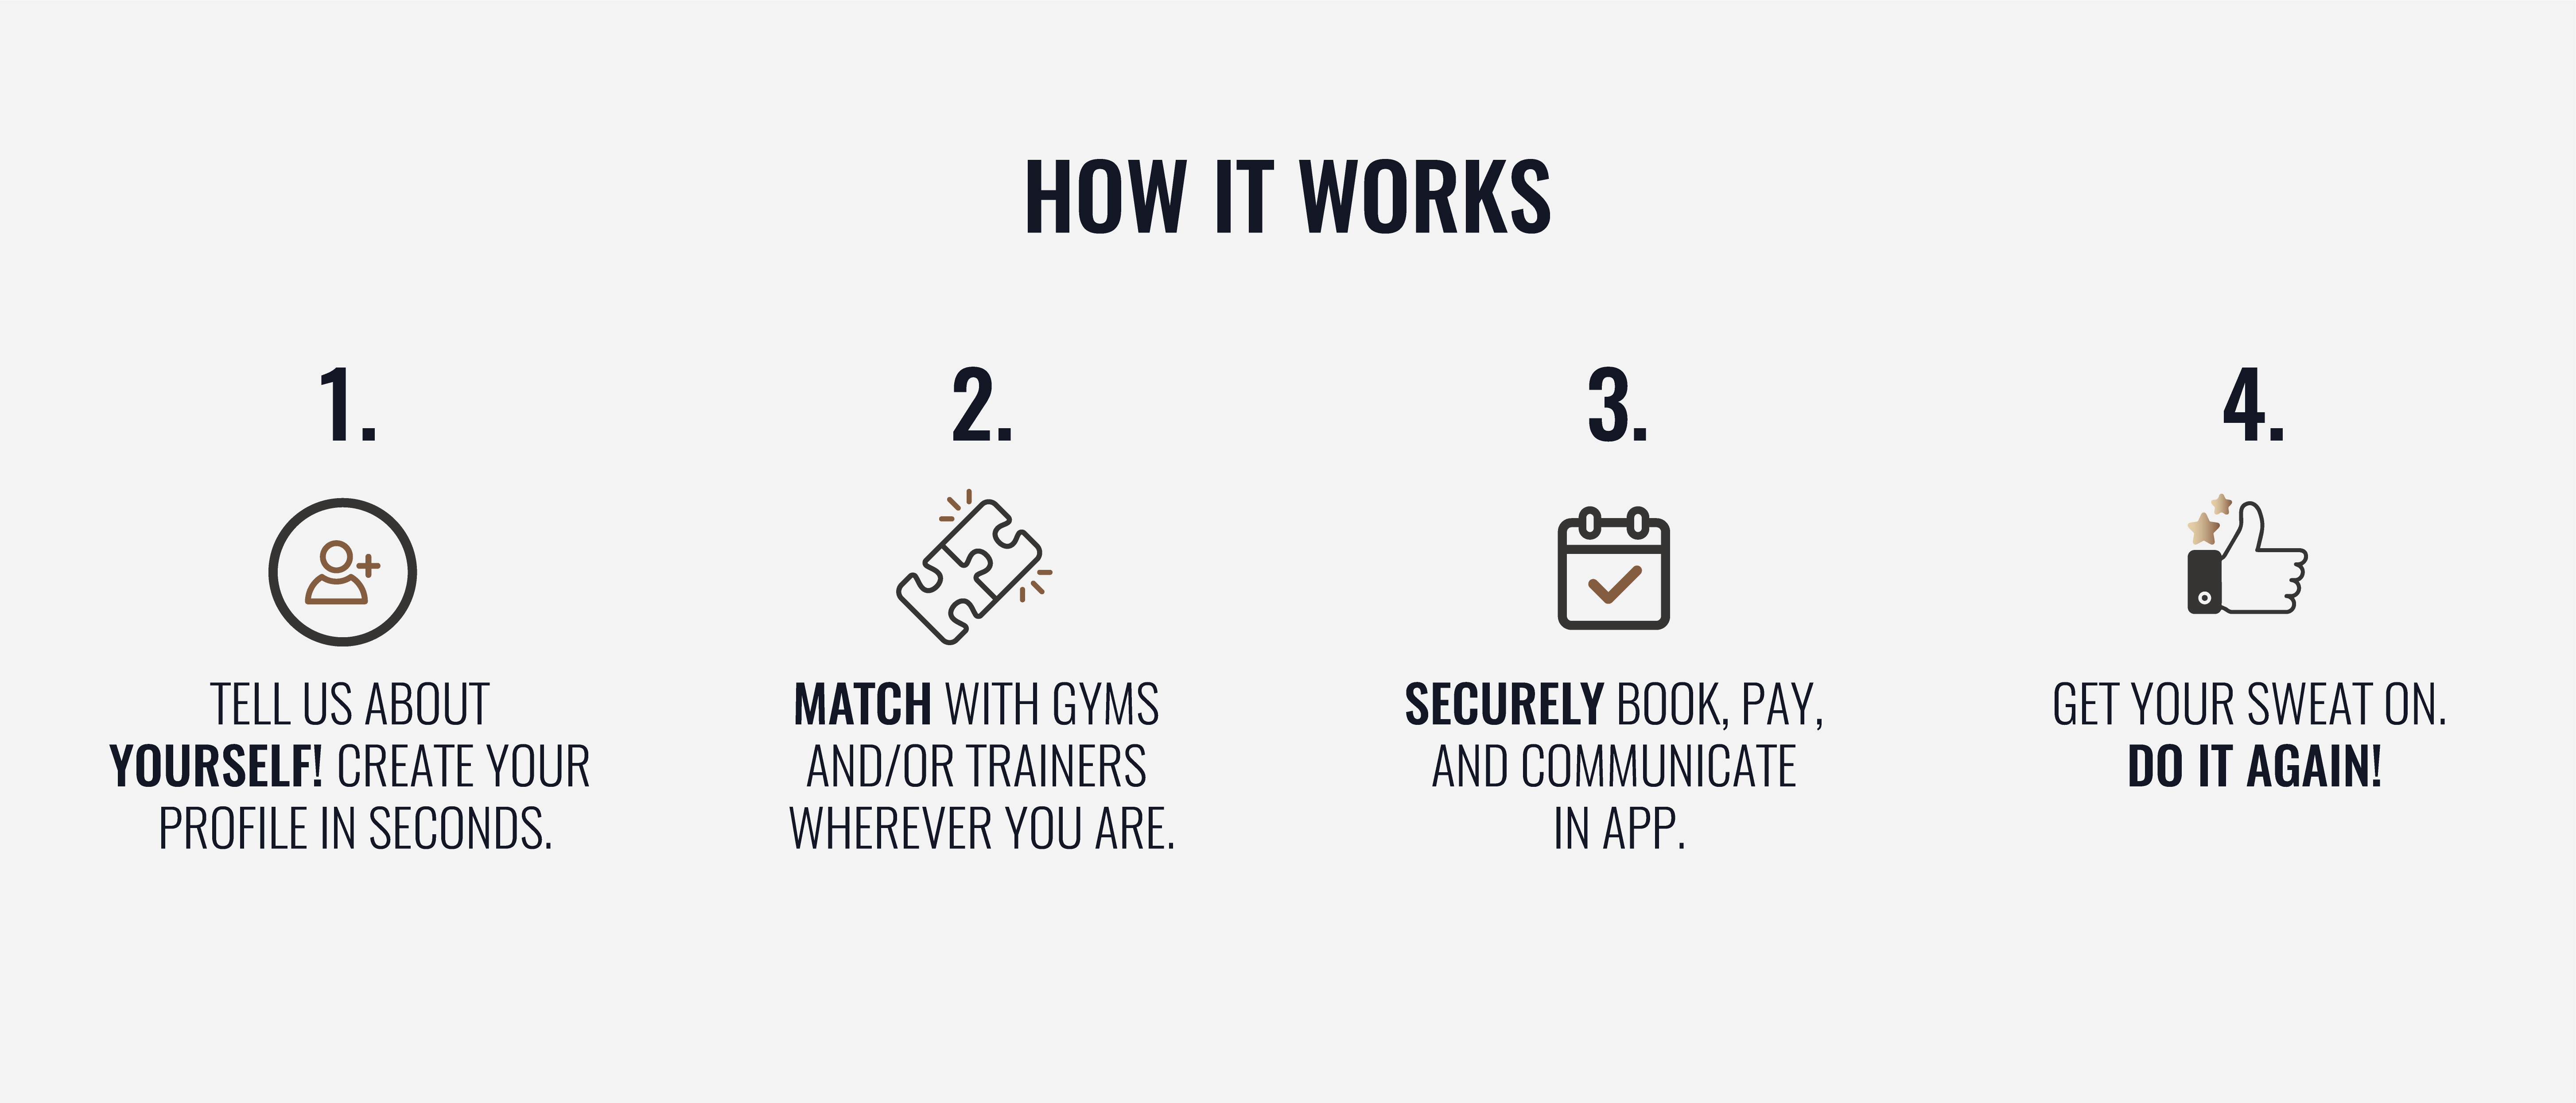 HOW IT WORKS
1.
TELL US ABOUT
YOURSELF! CREATE YOUR
PROFILE IN SECONDS.
2.
MATCH WITH GYMS
AND/OR TRAINERS
WHEREVER YOU ARE.
3.
SECURELY BOOK, PAY,
AND COMMUNICATE
IN APP.
4.
GET YOUR SWEAT ON.
DO IT AGAIN!